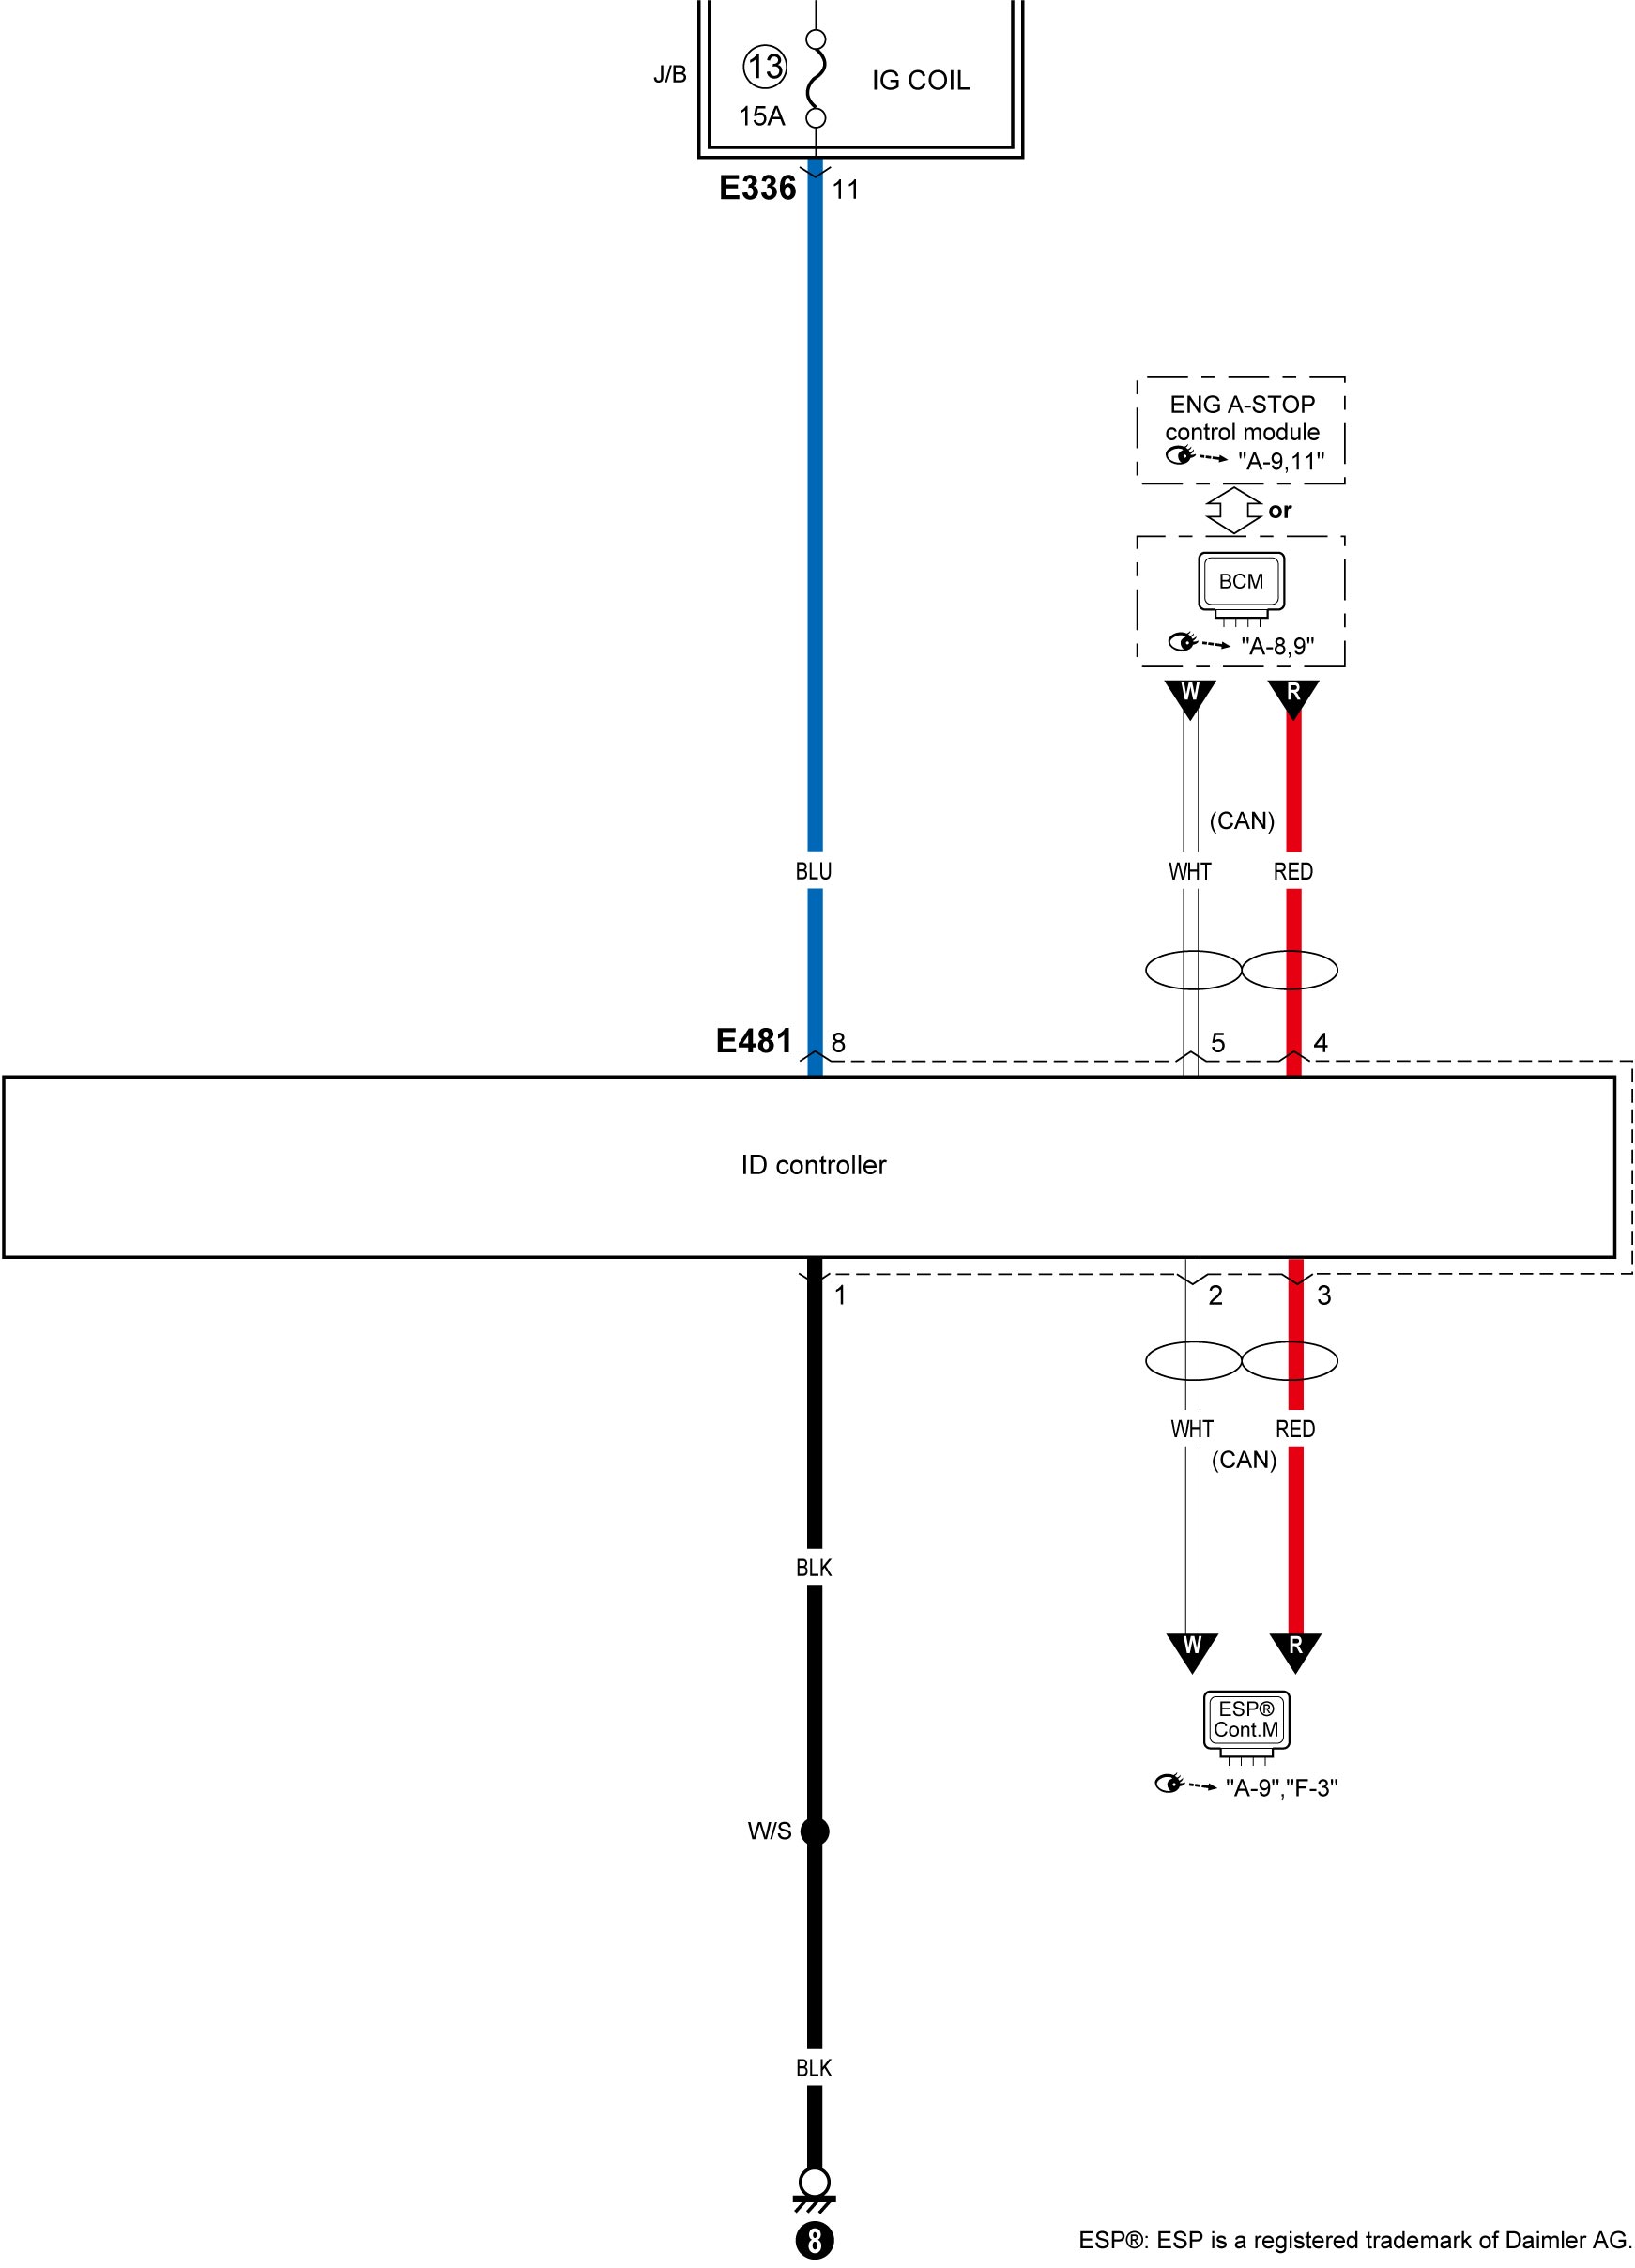 J/B
13
15A
IG COIL
E336
11
ENG A-STOP
control module
"A-9,11"
or
BCM
"A-8,9"
W
R
(CAN)
BLU
WHT
RED
E481
8
5
4
ID controller
1
2
3
WHT
RED
(CAN)
BLK
W
R
ESP®
Cont.M
"A-9","F-3"
W/S
BLK
8
ESP®: ESP is a registered trademark of Daimler AG.